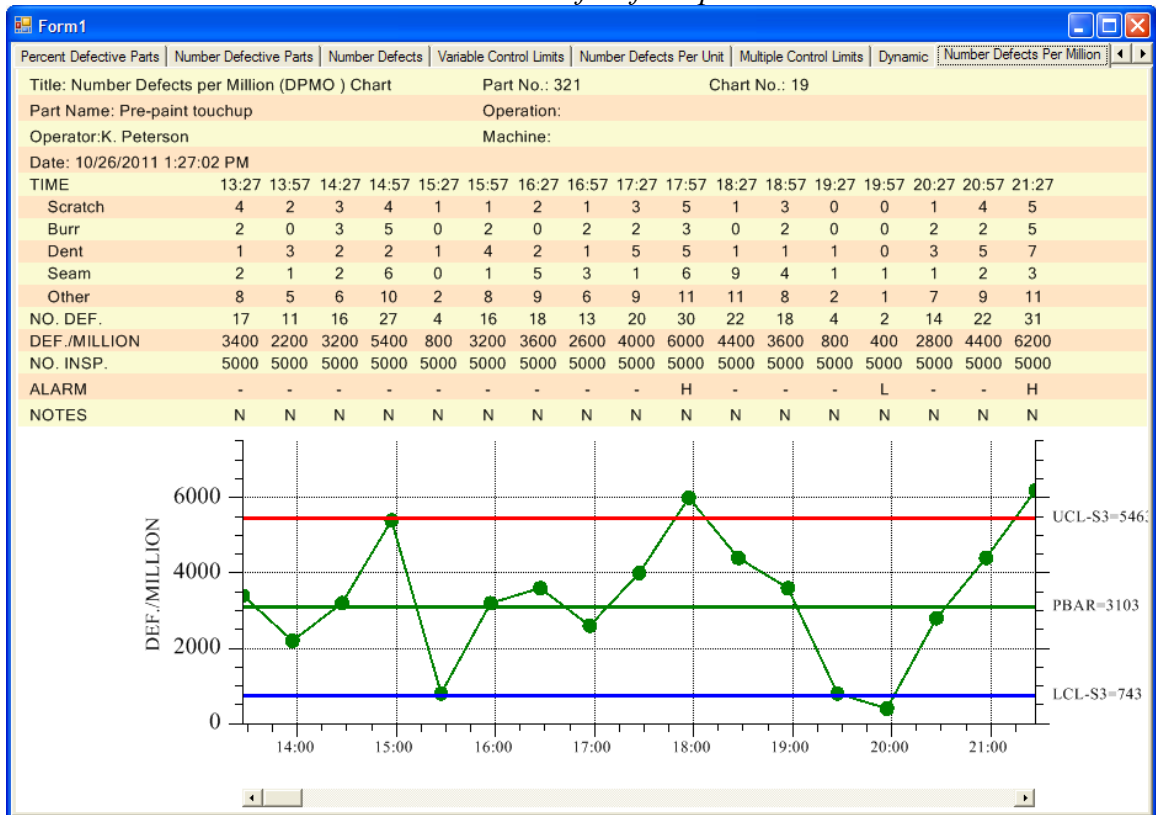 Form1
Percent Defective Parts Number Defective Parts Number Defects Variable Control Limits Number Defects Per Unit Multiple Control Limits Dynamic Number Defects Per Million
Title: Number Defects per Million (DPMO ) Chart Part No.: 321 Chart No.: 19
Part Name: Pre-paint touchup Operation:
Operator:K. Peterson Machine:
Date: 10/26/2011 1:27:02 PM
TIME 13:27 13:57 14:27 14:57 15:27 15:57 16:27 16:57 17:27 17:57 18:27 18:57 19:27 19:57 20:27 20:57 21:27
Scratch 4 2 3 4 1 1 2 1 3 5 1 3 0 0 1 4 5
Burr 2 0 3 5 0 2 0 2 2 3 0 2 0 0 2 2 5
Dent 1 3 2 2 1 4 2 1 5 5 1 1 1 0 3 5 7
Seam 2 1 2 6 0 1 5 3 1 6 9 4 1 1 1 2 3
Other 8 5 6 10 2 8 9 6 9 11 11 8 2 1 7 9 11
NO. DEF. 17 11 16 27 4 16 18 13 20 30 22 18 4 2 14 22 31
DEF./MILLION 3400 2200 3200 5400 800 3200 3600 2600 4000 6000 4400 3600 800 400 2800 4400 6200
NO. INSP. 5000 5000 5000 5000 5000 5000 5000 5000 5000 5000 5000 5000 5000 5000 5000 5000 5000
ALARM - - - - - - - - - H - - - L - - H
NOTES N N N N N N N N N N N N N N N N N
DEF./MILLION
6000
4000
2000
0
UCL-S3=5463
PBAR=3103
LCL-S3=743
14:00 15:00 16:00 17:00 18:00 19:00 20:00 21:00